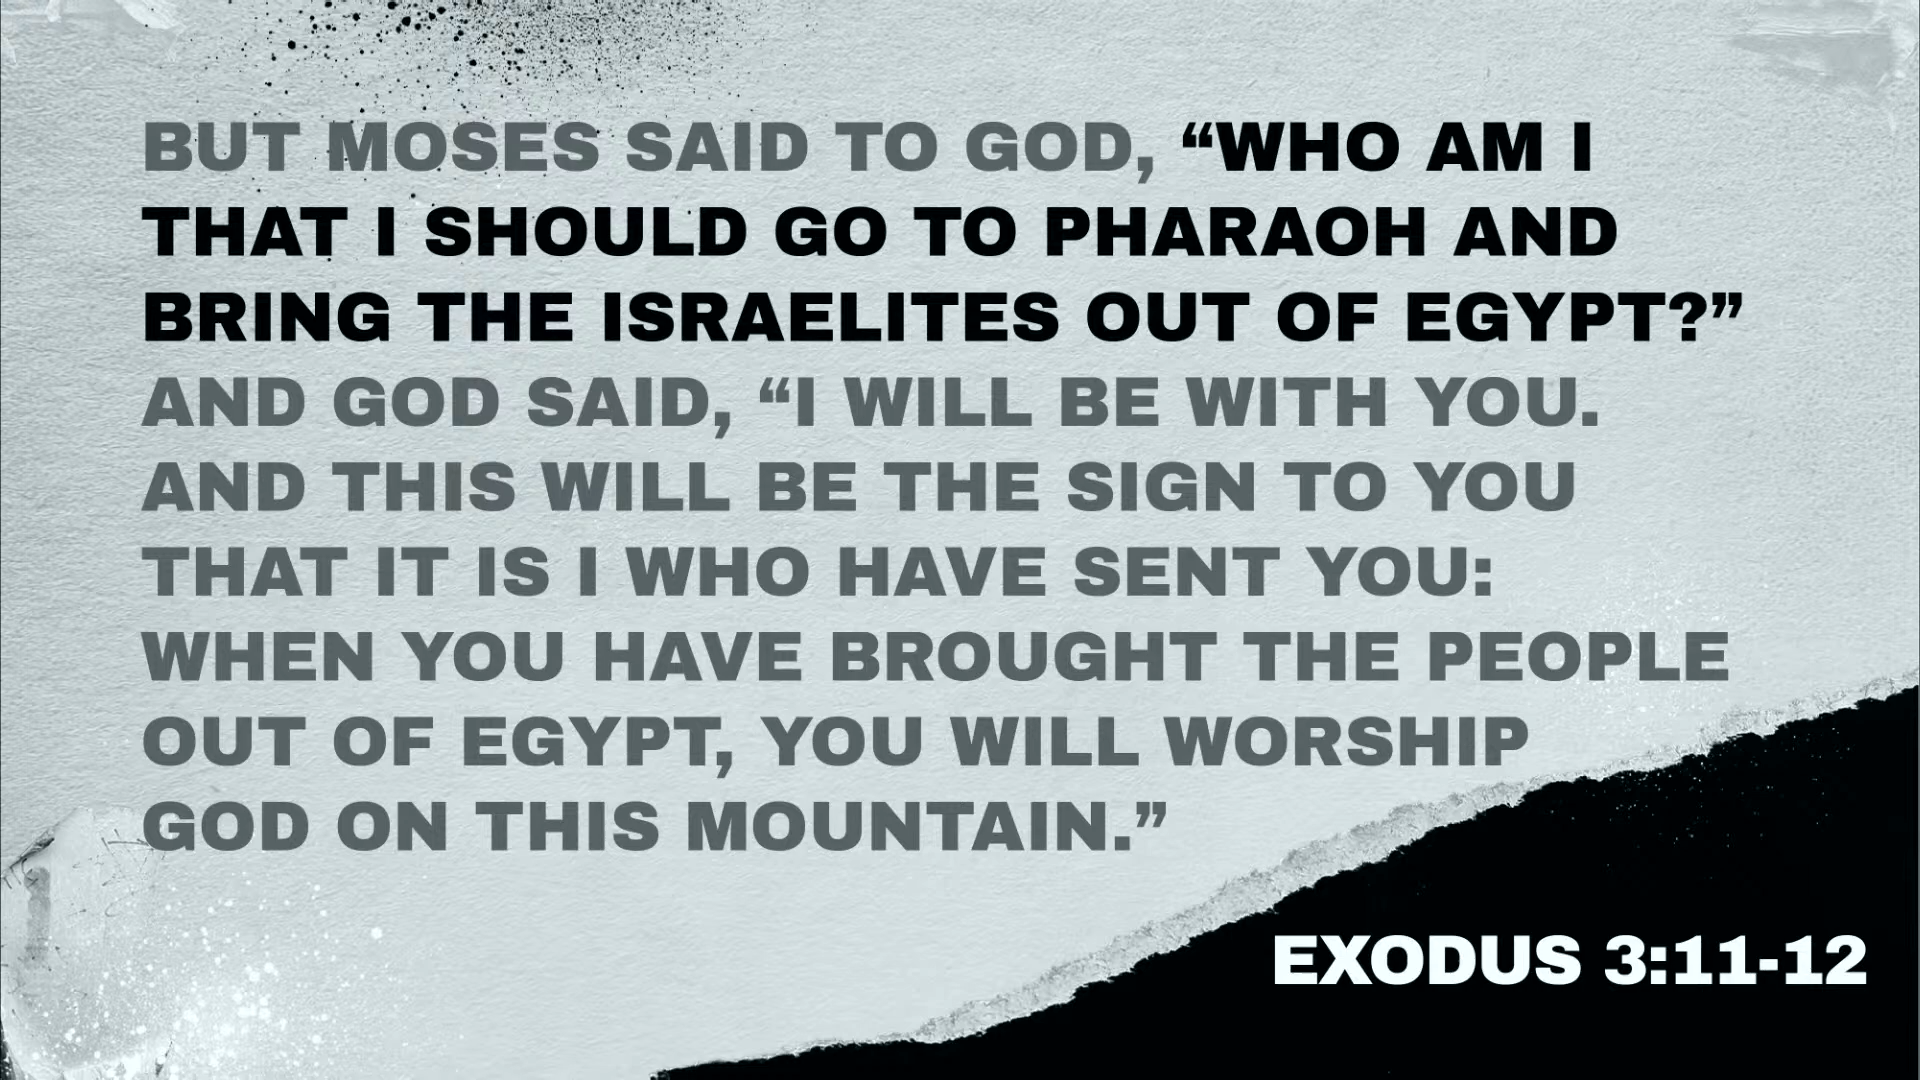 BUT MOSES SAID TO GOD, “WHO AM I
THAT I SHOULD GO TO PHARAOH AND
BRING THE ISRAELITES OUT OF EGYPT?”
AND GOD SAID, “I WILL BE WITH YOU.
AND THIS WILL BE THE SIGN TO YOU
THAT IT IS I WHO HAVE SENT YOU:
WHEN YOU HAVE BROUGHT THE PEOPLE
OUT OF EGYPT, YOU WILL WORSHIP
GOD ON THIS MOUNTAIN.”
EXODUS 3:11-12